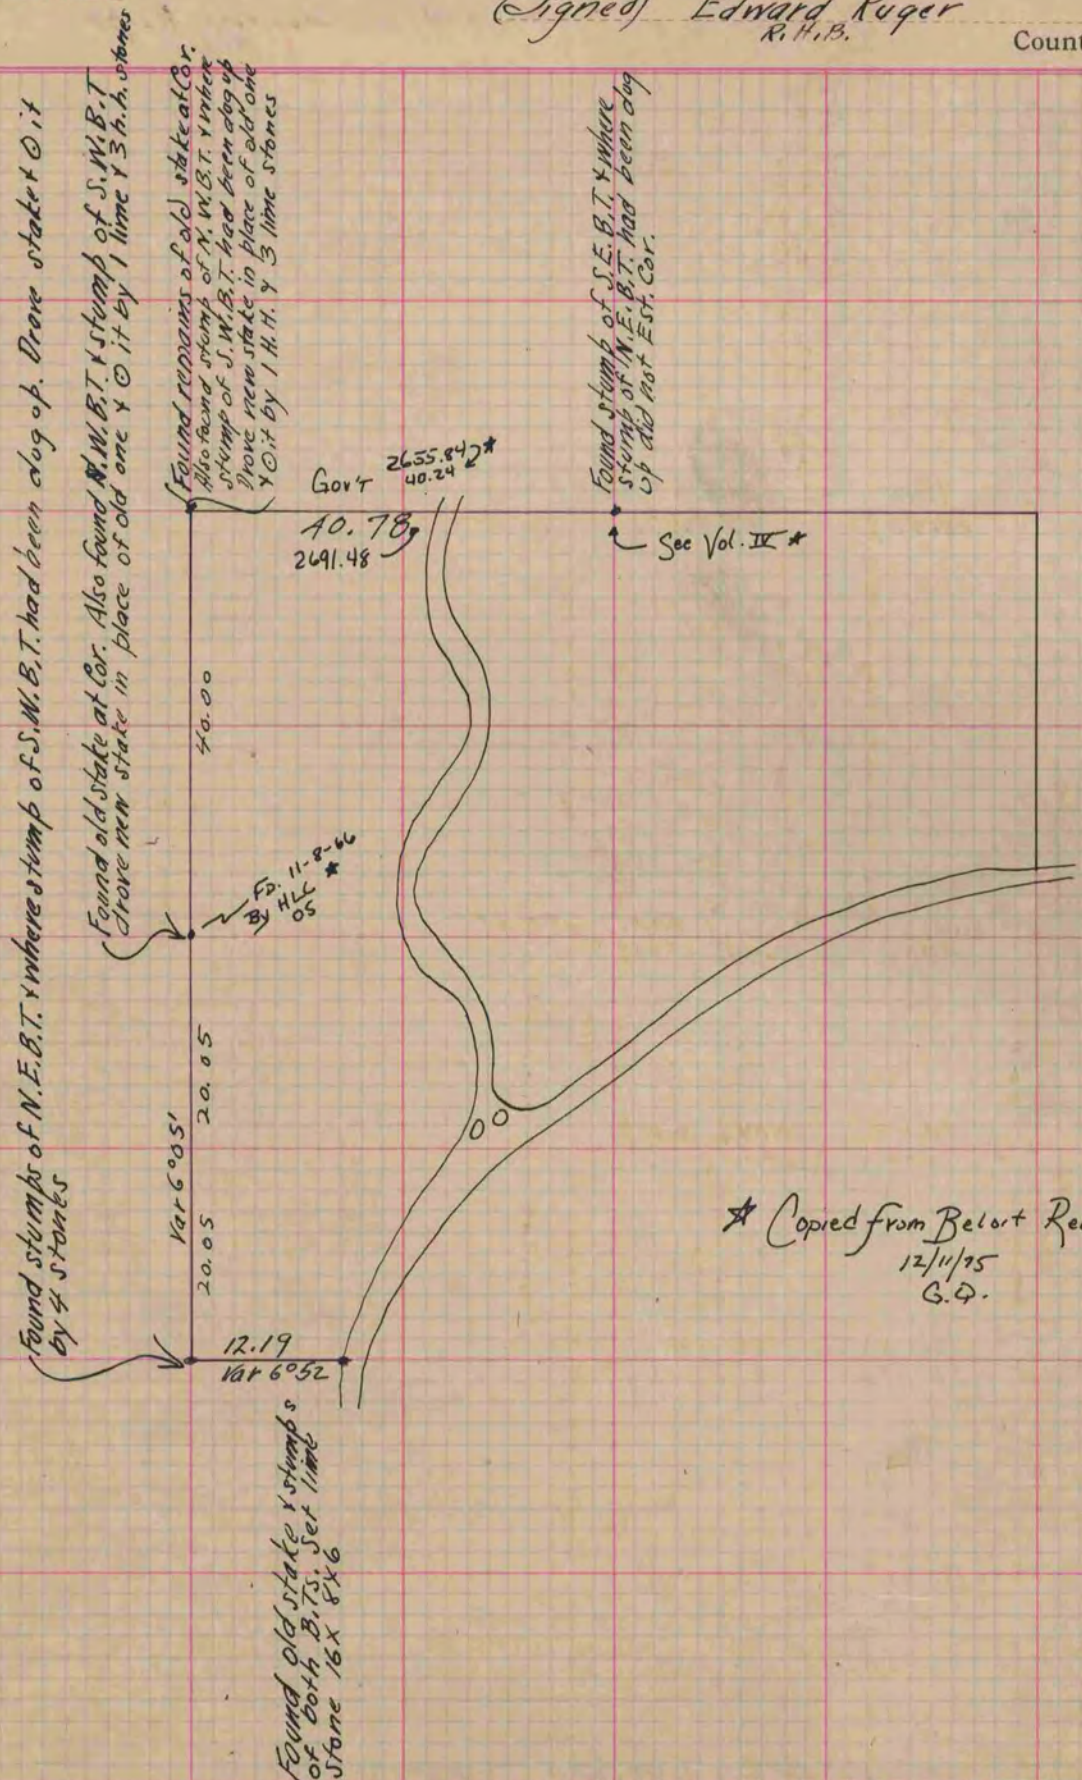 (Signed) Edward Ruger
R.H.B.
Count
Found stumps of N.E.B.T. & where stump of S.W.B.T. had been dug up. Drove stake & ⊙ it
by 4 stones
Found old stake at Cor. Also found N.W.B.T. & stump of S.W.B.T
drove new stake in place of old one & ⊙ it by 1 lime & 3 h.h. stones
Found remains of old stake at Cor.
Also found stump of N.W.B.T. & where
stump of S.W.B.T. had been dug up
Drove new stake in place of old one
& ⊙ it by 1 H.H. & 3 lime stones
Found stump of S.E.B.T. & where
stump of N.E.B.T. had been dug
up did not Est. Cor.
Gov't 2655.84 *
40.24
40.78
2691.48
See Vol. IV *
40.00
FD. 11-8-66
By HLC *
OS
20.05
Var 6°05'
20.05
12.19
Var 6°52
* Copied from Beloit Re
12/11/75
G.Q.
Found old stake & stumps
of both B.Ts. Set lime
Stone 16X 8X6